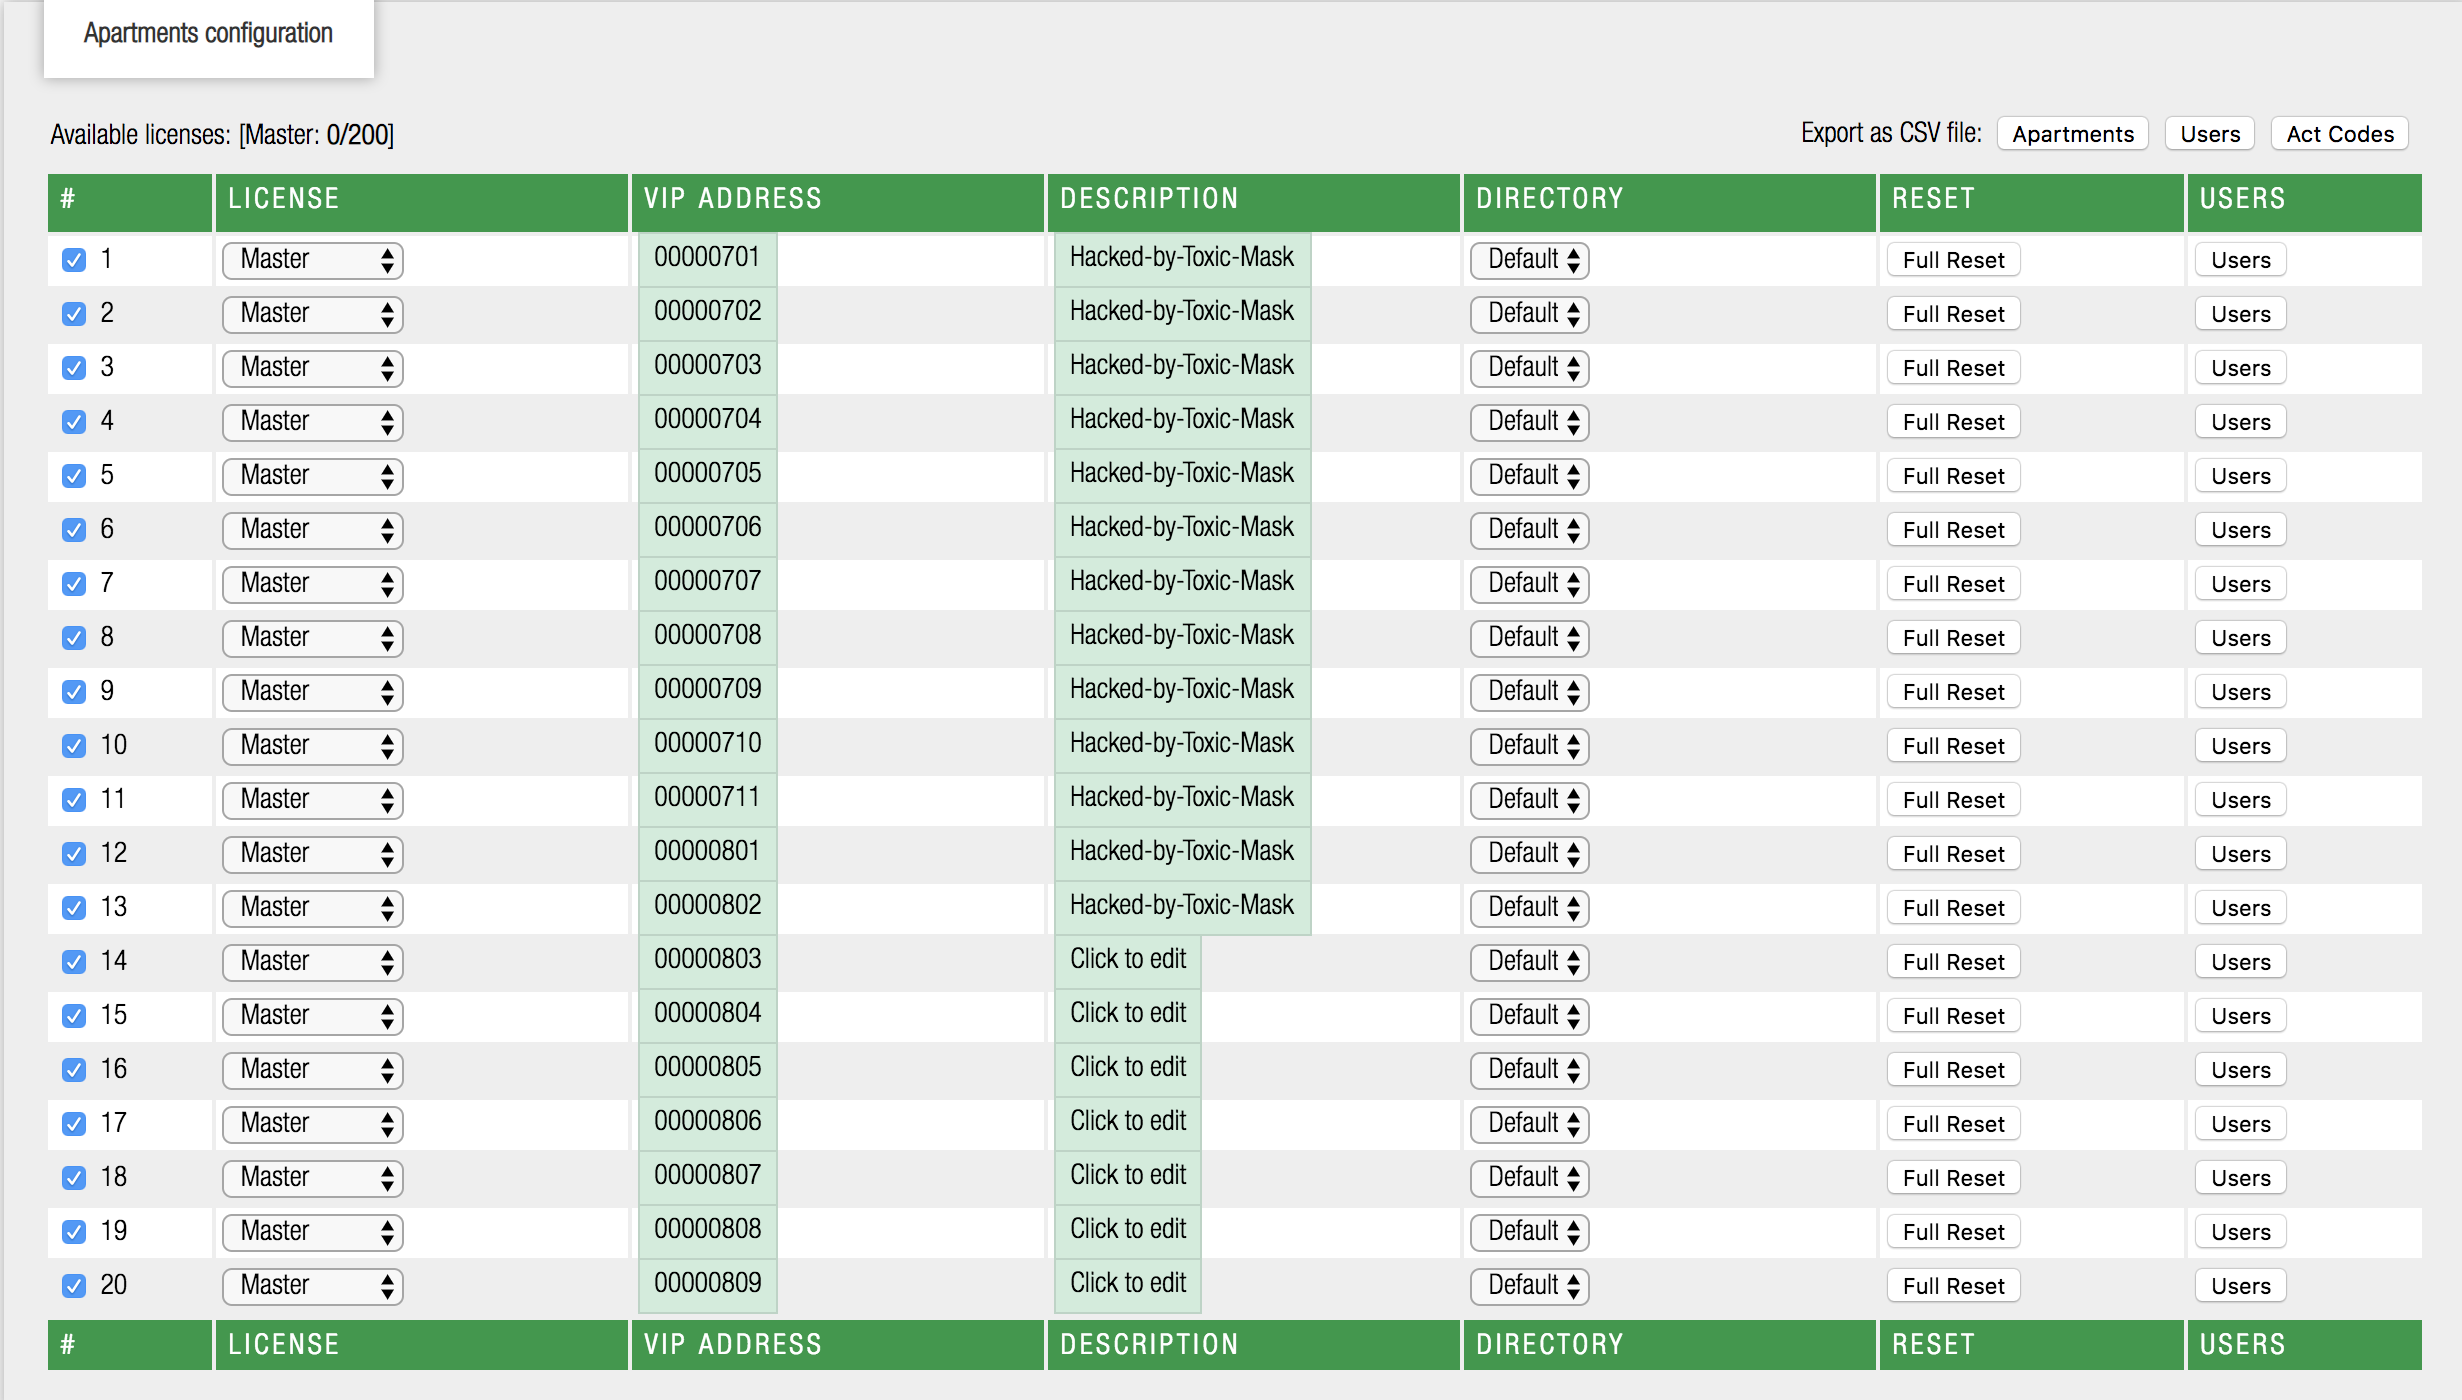 Apartments configuration
Available licenses: [Master: 0/200] Export as CSV file: Apartments Users Act Codes
# LICENSE VIP ADDRESS DESCRIPTION DIRECTORY RESET USERS
1 Master 00000701 Hacked-by-Toxic-Mask Default Full Reset Users
2 Master 00000702 Hacked-by-Toxic-Mask Default Full Reset Users
3 Master 00000703 Hacked-by-Toxic-Mask Default Full Reset Users
4 Master 00000704 Hacked-by-Toxic-Mask Default Full Reset Users
5 Master 00000705 Hacked-by-Toxic-Mask Default Full Reset Users
6 Master 00000706 Hacked-by-Toxic-Mask Default Full Reset Users
7 Master 00000707 Hacked-by-Toxic-Mask Default Full Reset Users
8 Master 00000708 Hacked-by-Toxic-Mask Default Full Reset Users
9 Master 00000709 Hacked-by-Toxic-Mask Default Full Reset Users
10 Master 00000710 Hacked-by-Toxic-Mask Default Full Reset Users
11 Master 00000711 Hacked-by-Toxic-Mask Default Full Reset Users
12 Master 00000801 Hacked-by-Toxic-Mask Default Full Reset Users
13 Master 00000802 Hacked-by-Toxic-Mask Default Full Reset Users
14 Master 00000803 Click to edit Default Full Reset Users
15 Master 00000804 Click to edit Default Full Reset Users
16 Master 00000805 Click to edit Default Full Reset Users
17 Master 00000806 Click to edit Default Full Reset Users
18 Master 00000807 Click to edit Default Full Reset Users
19 Master 00000808 Click to edit Default Full Reset Users
20 Master 00000809 Click to edit Default Full Reset Users
# LICENSE VIP ADDRESS DESCRIPTION DIRECTORY RESET USERS